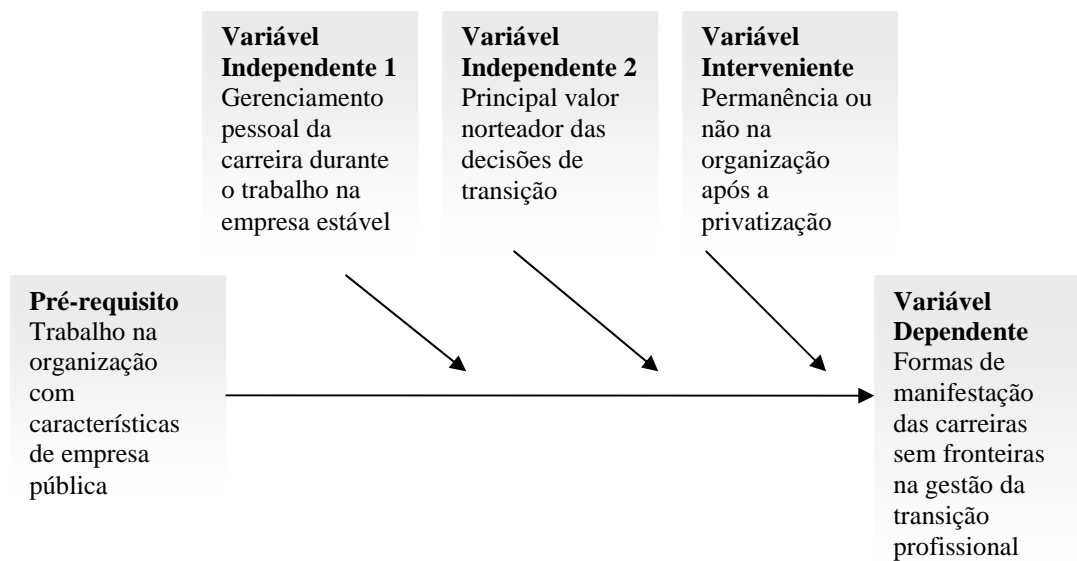 Variável
Independente 1
Gerenciamento
pessoal da
carreira durante
o trabalho na
empresa estável
Variável
Independente 2
Principal valor
norteador das
decisões de
transição
Variável
Interveniente
Permanência ou
não na
organização
após a
privatização
Pré-requisito
Trabalho na
organização
com
características
de empresa
pública
Variável
Dependente
Formas de
manifestação
das carreiras
sem fronteiras
na gestão da
transição
profissional